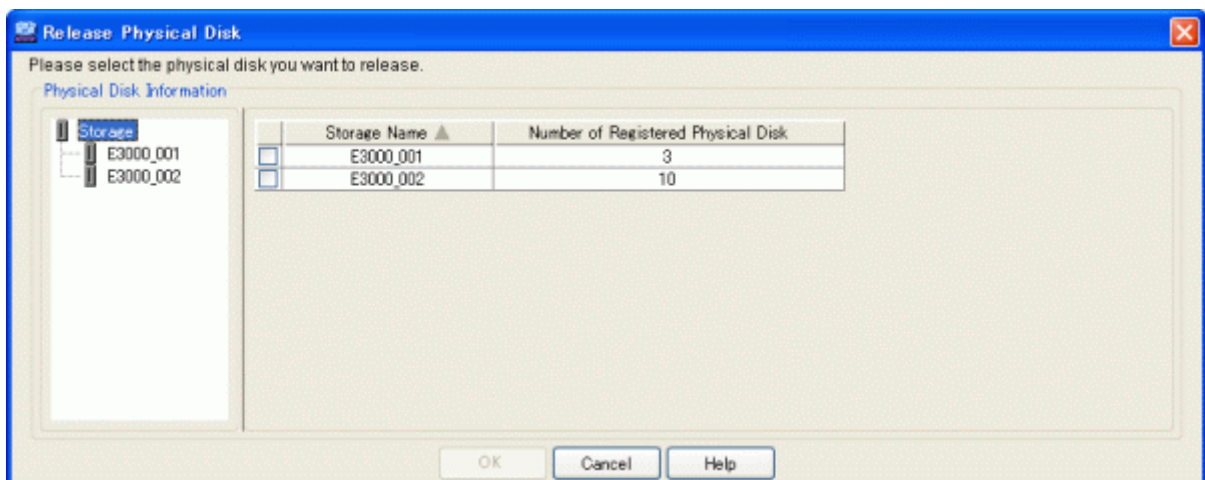 Release Physical Disk
Please select the physical disk you want to release.
Physical Disk Information
Storage
E3000_001
E3000_002
Storage Name Number of Registered Physical Disk
E3000_001 3
E3000_002 10
OK Cancel Help